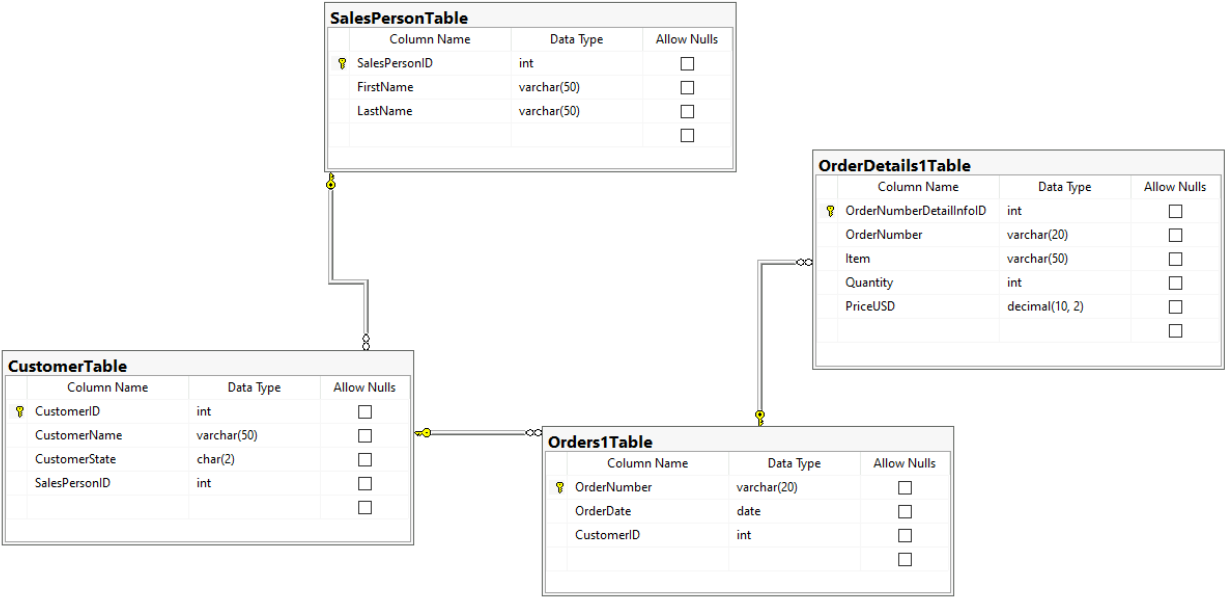 SalesPersonTable
Column Name Data Type Allow Nulls
SalesPersonID int
FirstName varchar(50)
LastName varchar(50)
OrderDetails1Table
Column Name Data Type Allow Nulls
OrderNumberDetailInfoID int
OrderNumber varchar(20)
Item varchar(50)
Quantity int
PriceUSD decimal(10, 2)
CustomerTable
Column Name Data Type Allow Nulls
CustomerID int
CustomerName varchar(50)
CustomerState char(2)
SalesPersonID int
Orders1Table
Column Name Data Type Allow Nulls
OrderNumber varchar(20)
OrderDate date
CustomerID int